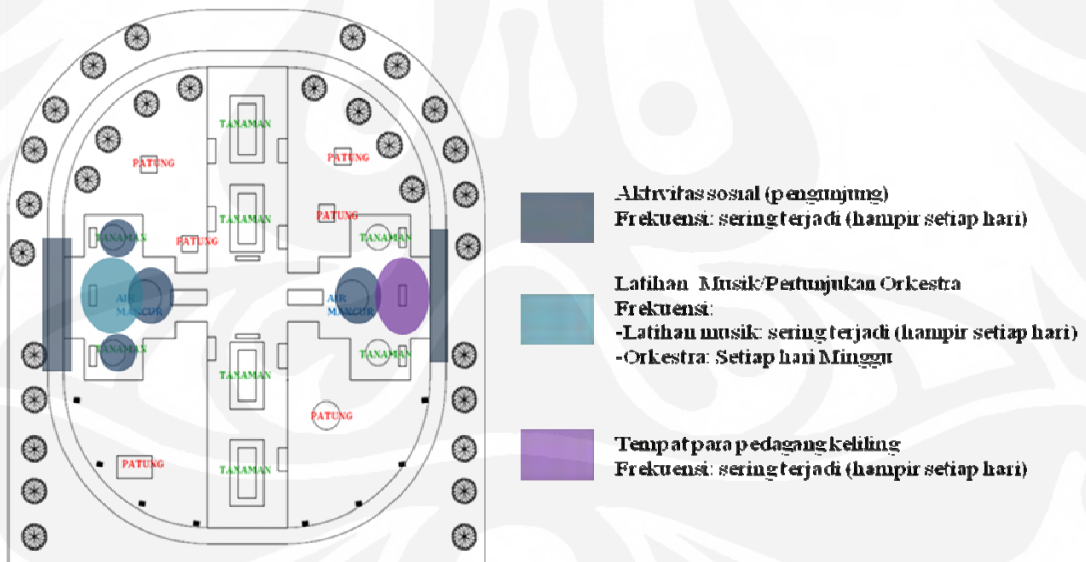 TANAMAN
PATUNG
PATUNG
TANAMAN
PATUNG
TANAMAN
PATUNG
TANAMAN
AIR
MANCUR
AIR
MANCUR
TANAMAN
TANAMAN
TANAMAN
PATUNG
PATUNG
TANAMAN
Aktivitas sosial (pengunjung)
Frekuensi: sering terjadi (hampir setiap hari)
Latihan Musik/Pertunjukan Orkestra
Frekuensi:
-Latihan musik: sering terjadi (hampir setiap hari)
-Orkestra: Setiap hari Minggu
Tempat para pedagang keliling
Frekuensi: sering terjadi (hampir setiap hari)